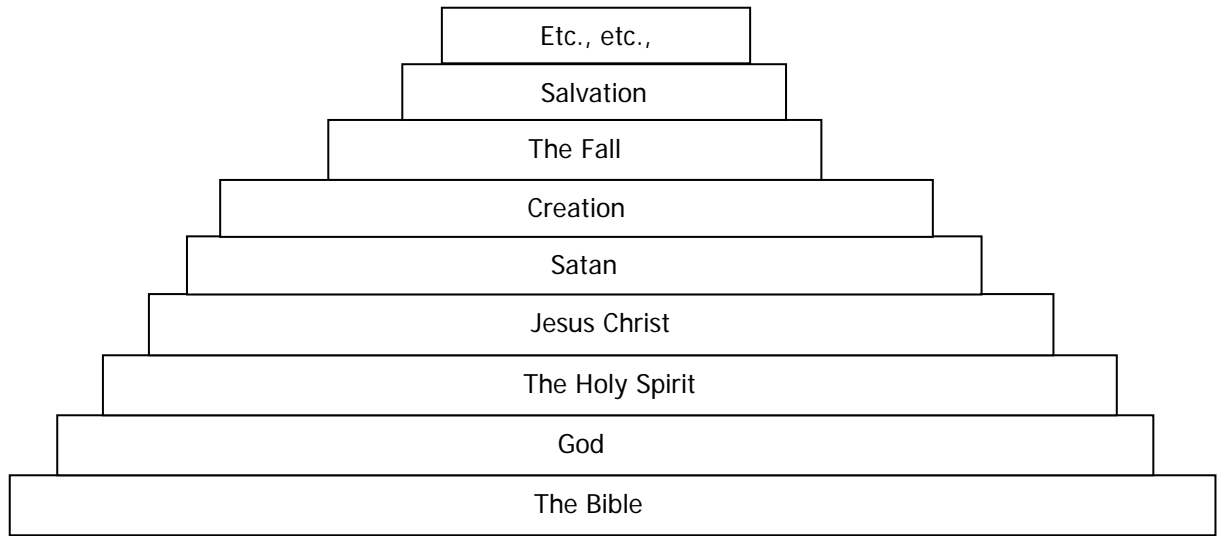 Etc., etc.,
Salvation
The Fall
Creation
Satan
Jesus Christ
The Holy Spirit
God
The Bible